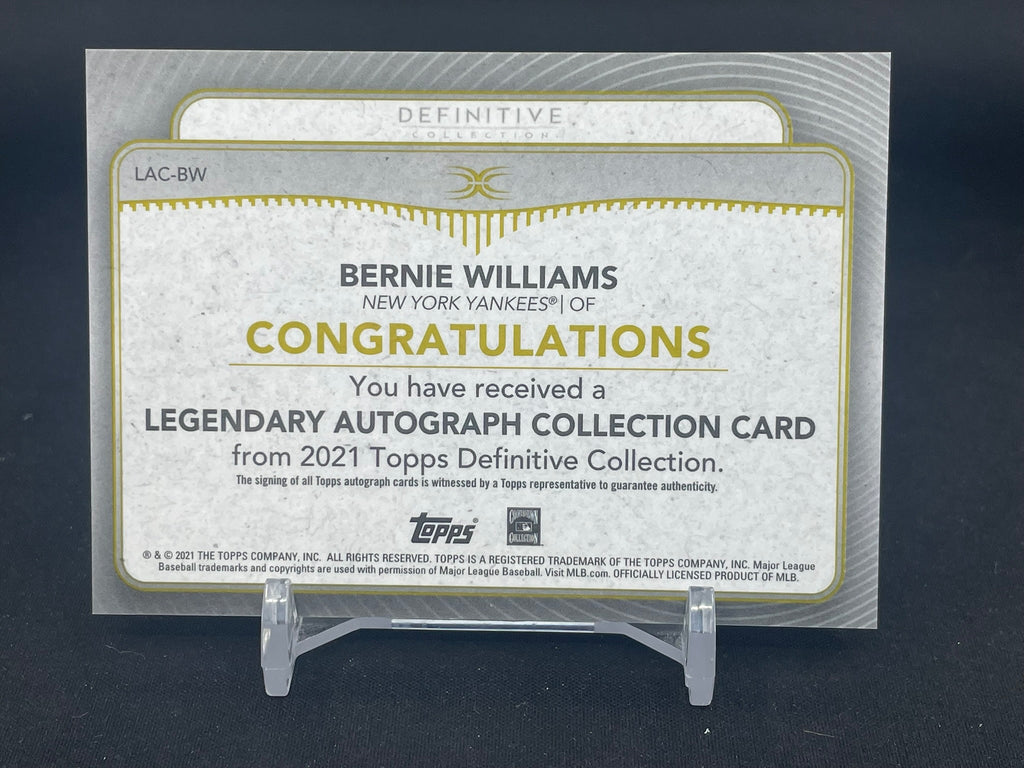 DEFINITIVE
COLLECTION
LAC-BW
BERNIE WILLIAMS
NEW YORK YANKEES® | OF
CONGRATULATIONS
You have received a
LEGENDARY AUTOGRAPH COLLECTION CARD
from 2021 Topps Definitive Collection.
The signing of all Topps autograph cards is witnessed by a Topps representative to guarantee authenticity.
topps®
COOPERSTOWN
COLLECTION
® & © 2021 THE TOPPS COMPANY, INC. ALL RIGHTS RESERVED. TOPPS IS A REGISTERED TRADEMARK OF THE TOPPS COMPANY, INC. Major League
Baseball trademarks and copyrights are used with permission of Major League Baseball. Visit MLB.com. OFFICIALLY LICENSED PRODUCT OF MLB.